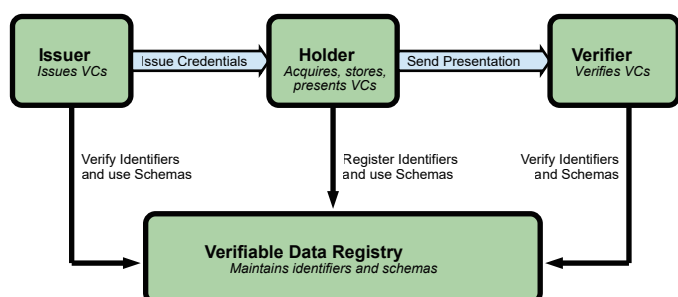 Issuer
Issues VCs
Issue Credentials
Holder
Acquires, stores,
presents VCs
Send Presentation
Verifier
Verifies VCs
Verify Identifiers
and use Schemas
Register Identifiers
and use Schemas
Verify Identifiers
and Schemas
Verifiable Data Registry
Maintains identifiers and schemas